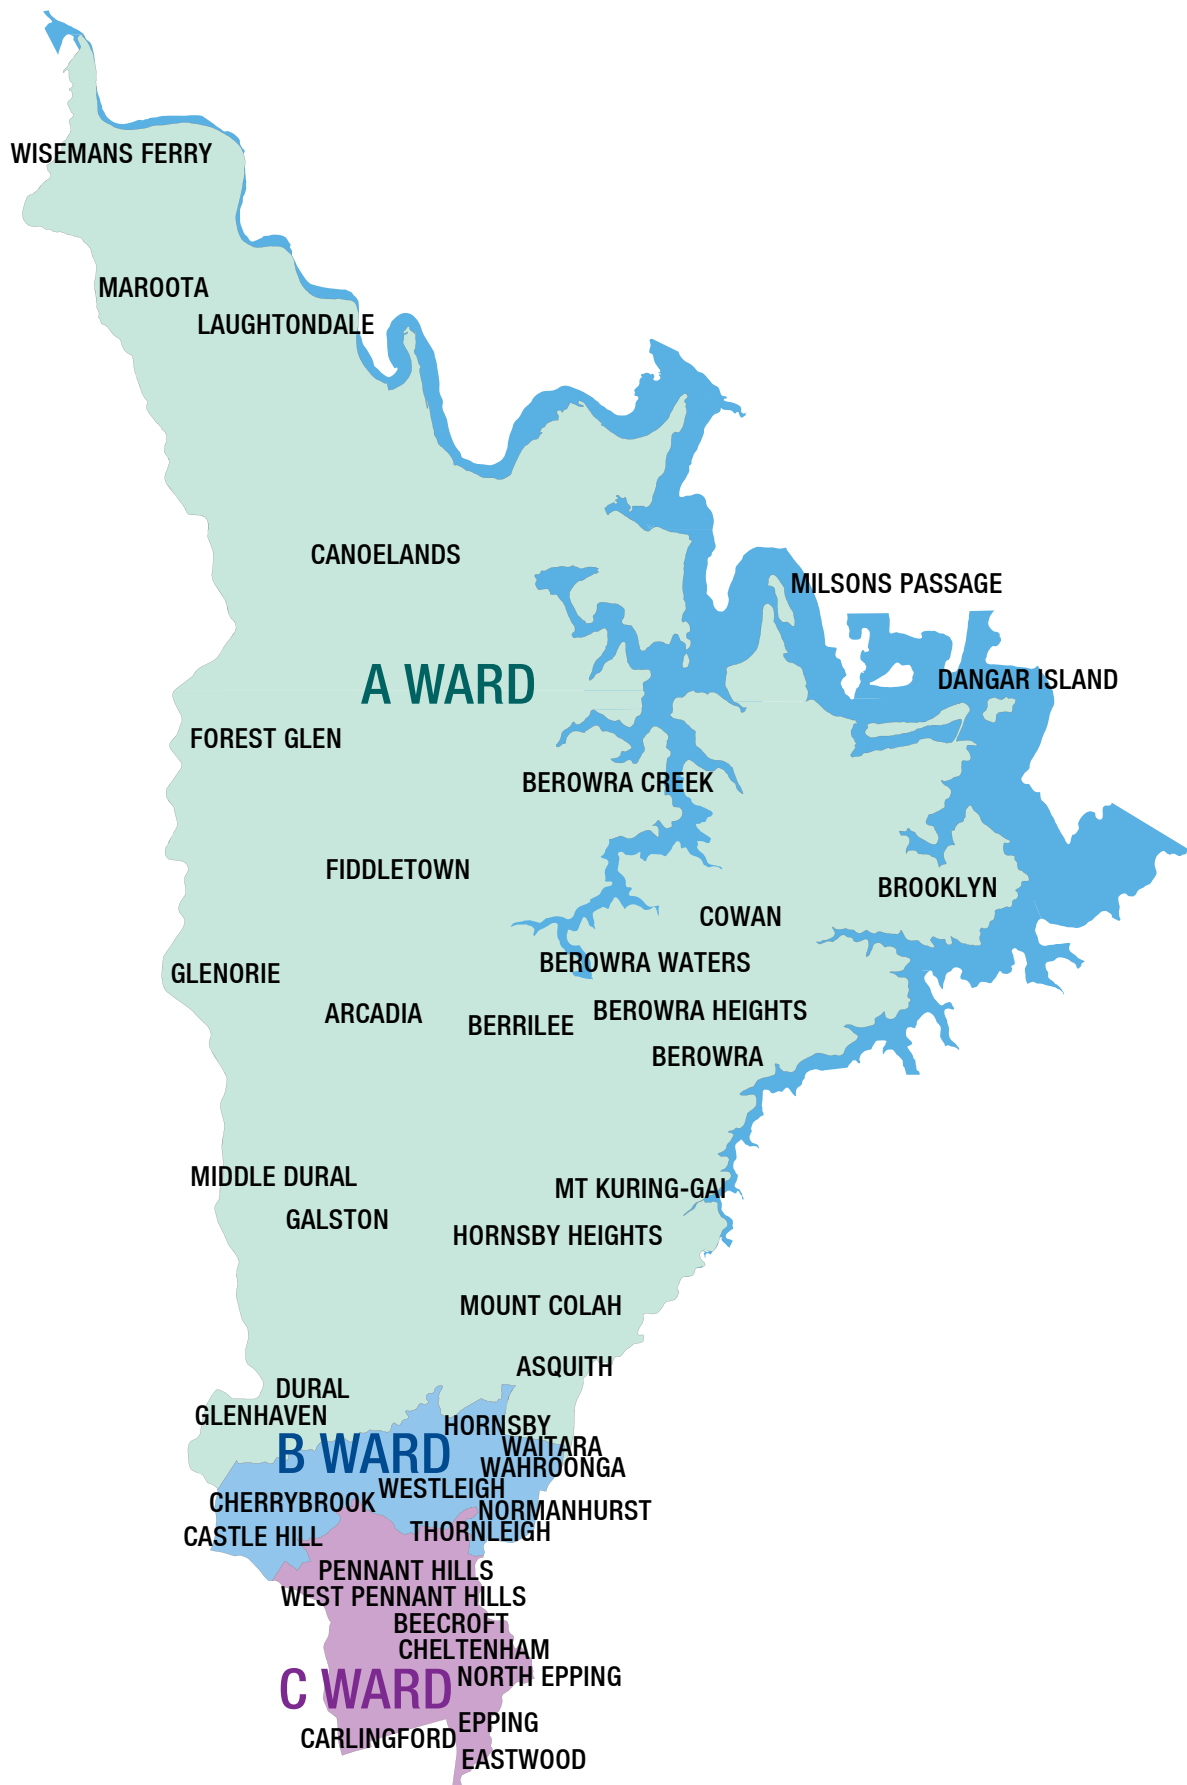 WISEMANS FERRY
MAROOTA
LAUGHTONDALE
CANOELANDS
MILSONS PASSAGE
DANGAR ISLAND
A WARD
FOREST GLEN
BEROWRA CREEK
FIDDLETOWN
BROOKLYN
COWAN
BEROWRA WATERS
GLENORIE
BEROWRA HEIGHTS
ARCADIA
BERRILEE
BEROWRA
MIDDLE DURAL
MT KURING-GAI
GALSTON
HORNSBY HEIGHTS
MOUNT COLAH
ASQUITH
DURAL
GLENHAVEN
HORNSBY
WAITARA
B WARD
WAHROONGA
WESTLEIGH
CHERRYBROOK
NORMANHURST
THORNLEIGH
CASTLE HILL
PENNANT HILLS
WEST PENNANT HILLS
BEECROFT
CHELTENHAM
NORTH EPPING
C WARD
EPPING
CARLINGFORD
EASTWOOD